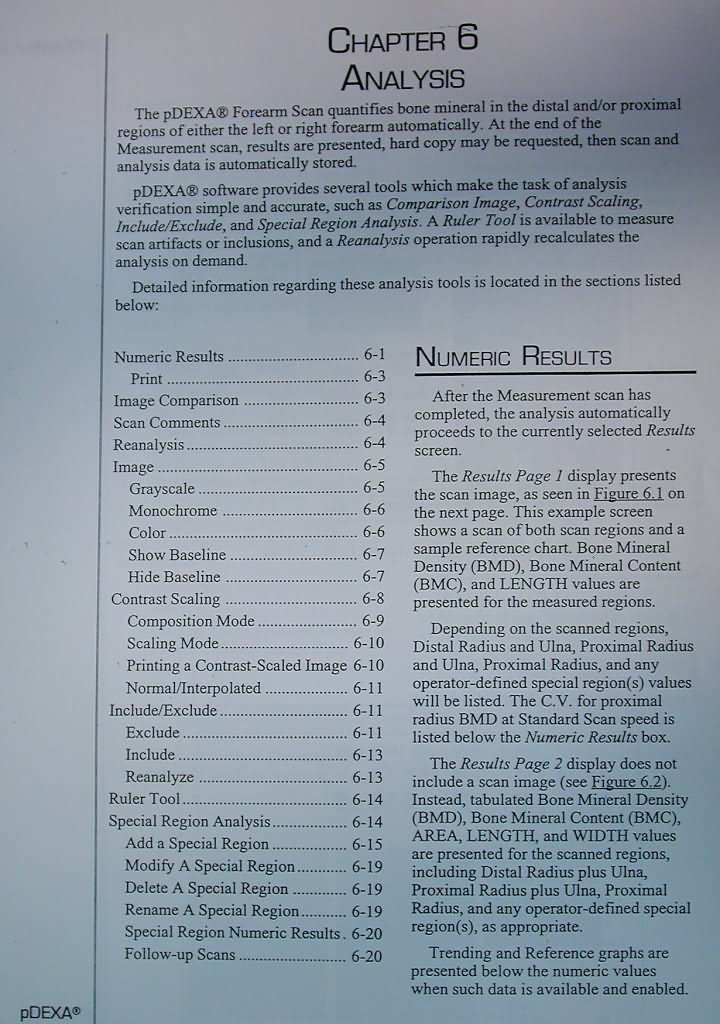 CHAPTER 6
ANALYSIS
The pDEXA® Forearm Scan quantifies bone mineral in the distal and/or proximal
regions of either the left or right forearm automatically. At the end of the
Measurement scan, results are presented, hard copy may be requested, then scan and
analysis data is automatically stored.
pDEXA® software provides several tools which make the task of analysis
verification simple and accurate, such as Comparison Image, Contrast Scaling,
Include/Exclude, and Special Region Analysis. A Ruler Tool is available to measure
scan artifacts or inclusions, and a Reanalysis operation rapidly recalculates the
analysis on demand.
Detailed information regarding these analysis tools is located in the sections listed
below:
Numeric Results .............................. 6-1
Print ............................................ 6-3
Image Comparison .......................... 6-3
Scan Comments ............................... 6-4
Reanalysis ........................................ 6-4
Image .............................................. 6-5
Grayscale ..................................... 6-5
Monochrome ............................... 6-6
Color ............................................ 6-6
Show Baseline ............................. 6-7
Hide Baseline ............................... 6-7
Contrast Scaling .............................. 6-8
Composition Mode ....................... 6-9
Scaling Mode ............................. 6-10
Printing a Contrast-Scaled Image 6-10
Normal/Interpolated ................... 6-11
Include/Exclude ............................. 6-11
Exclude ...................................... 6-11
Include ....................................... 6-13
Reanalyze .................................. 6-13
Ruler Tool ...................................... 6-14
Special Region Analysis ................. 6-14
Add a Special Region ................. 6-15
Modify A Special Region ............ 6-19
Delete A Special Region ............ 6-19
Rename A Special Region .......... 6-19
Special Region Numeric Results . 6-20
Follow-up Scans ......................... 6-20
NUMERIC RESULTS
After the Measurement scan has
completed, the analysis automatically
proceeds to the currently selected Results
screen.
The Results Page 1 display presents
the scan image, as seen in Figure 6.1 on
the next page. This example screen
shows a scan of both scan regions and a
sample reference chart. Bone Mineral
Density (BMD), Bone Mineral Content
(BMC), and LENGTH values are
presented for the measured regions.
Depending on the scanned regions,
Distal Radius and Ulna, Proximal Radius
and Ulna, Proximal Radius, and any
operator-defined special region(s) values
will be listed. The C.V. for proximal
radius BMD at Standard Scan speed is
listed below the Numeric Results box.
The Results Page 2 display does not
include a scan image (see Figure 6.2).
Instead, tabulated Bone Mineral Density
(BMD), Bone Mineral Content (BMC),
AREA, LENGTH, and WIDTH values
are presented for the scanned regions,
including Distal Radius plus Ulna,
Proximal Radius plus Ulna, Proximal
Radius, and any operator-defined special
region(s), as appropriate.
Trending and Reference graphs are
presented below the numeric values
when such data is available and enabled.
pDEXA®